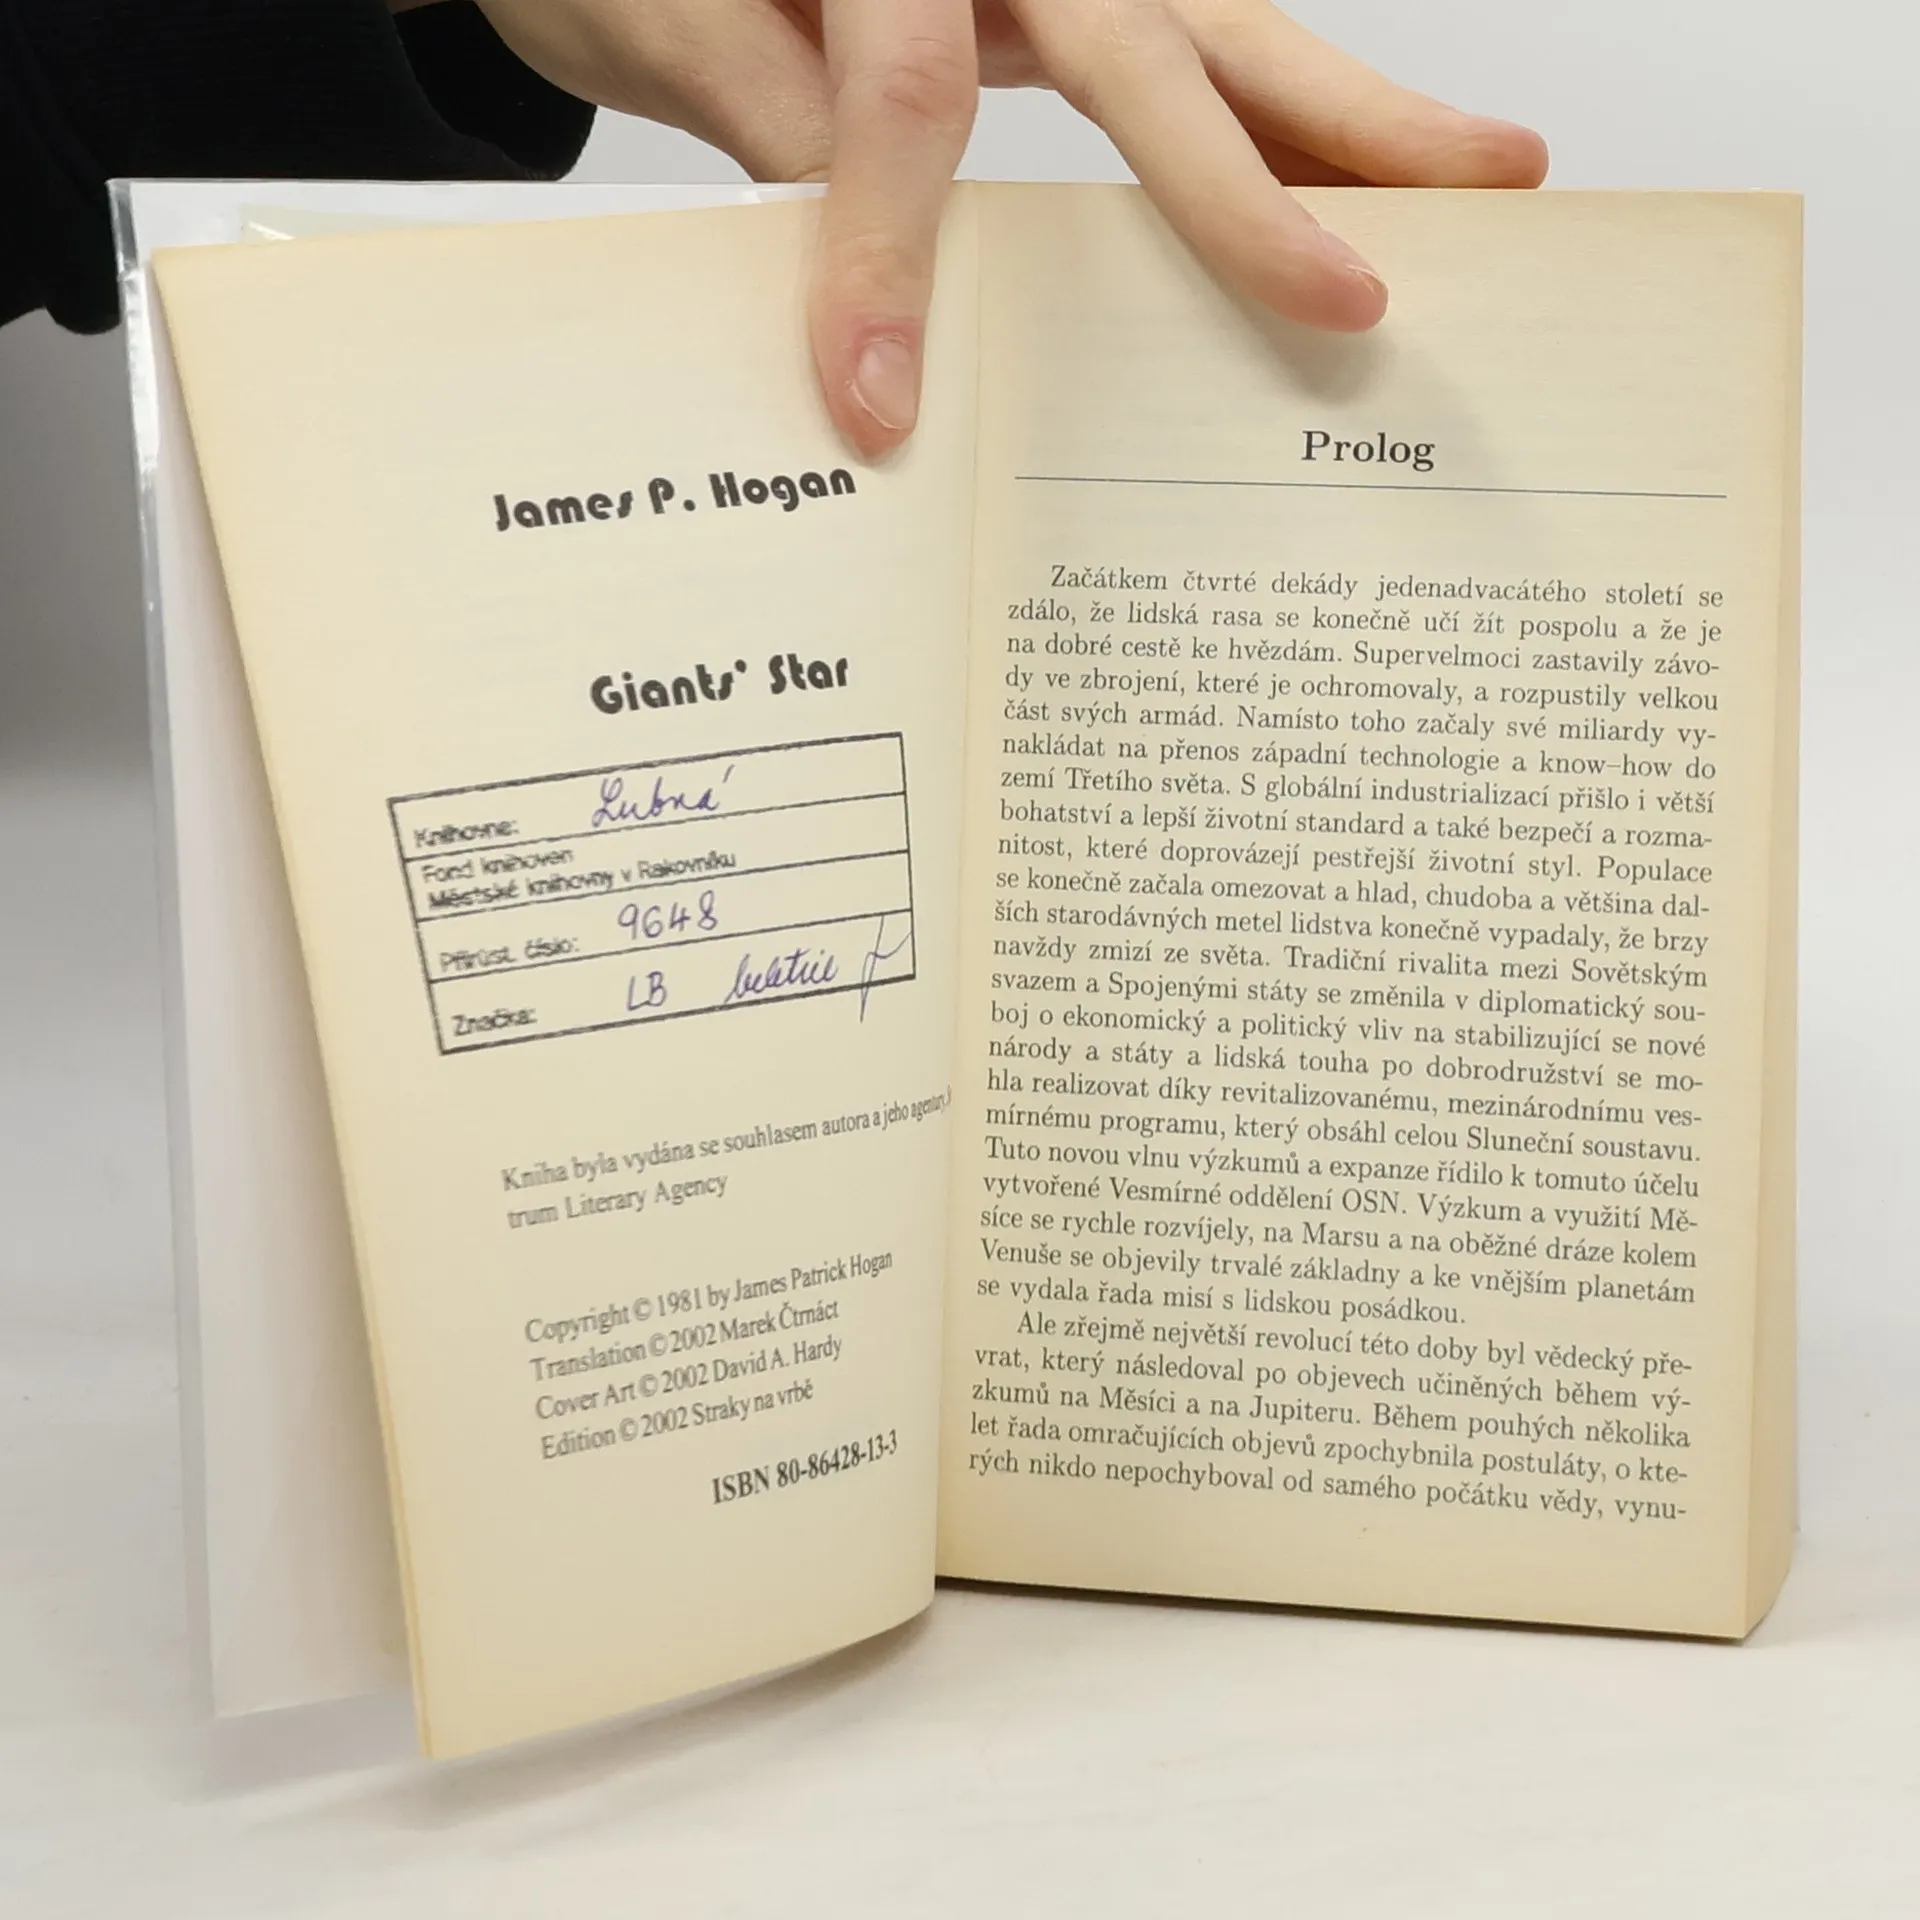 James P. Hogan
Giants' Star
Knihovna: Lubná
Fond knihoven
Městské knihovny v Rakovníku
Přírůst. číslo: 9648
Značka: LB beletrie
Kniha byla vydána se souhlasem autora a jeho agentury
trum Literary Agency
Copyright © 1981 by James Patrick Hogan
Translation © 2002 Marek Čtrnáct
Cover Art © 2002 David A. Hardy
Edition © 2002 Straky na vrbě
ISBN 80-86428-13-3
Prolog
Začátkem čtvrté dekády jedenadvacátého století se
zdálo, že lidská rasa se konečně učí žít pospolu a že je
na dobré cestě ke hvězdám. Supervelmoci zastavily závo-
dy ve zbrojení, které je ochromovaly, a rozpustily velkou
část svých armád. Namísto toho začaly své miliardy vy-
nakládat na přenos západní technologie a know–how do
zemí Třetího světa. S globální industrializací přišlo i větší
bohatství a lepší životní standard a také bezpečí a rozma-
nitost, které doprovázejí pestřejší životní styl. Populace
se konečně začala omezovat a hlad, chudoba a většina dal-
ších starodávných metel lidstva konečně vypadaly, že brzy
navždy zmizí ze světa. Tradiční rivalita mezi Sovětským
svazem a Spojenými státy se změnila v diplomatický sou-
boj o ekonomický a politický vliv na stabilizující se nové
národy a státy a lidská touha po dobrodružství se mo-
hla realizovat díky revitalizovanému, mezinárodnímu ves-
mírnému programu, který obsáhl celou Sluneční soustavu.
Tuto novou vlnu výzkumů a expanze řídilo k tomuto účelu
vytvořené Vesmírné oddělení OSN. Výzkum a využití Mě-
síce se rychle rozvíjely, na Marsu a na oběžné dráze kolem
Venuše se objevily trvalé základny a ke vnějším planetám
se vydala řada misí s lidskou posádkou.
Ale zřejmě největší revolucí této doby byl vědecký pře-
vrat, který následoval po objevech učiněných během vý-
zkumů na Měsíci a na Jupiteru. Během pouhých několika
let řada omračujících objevů zpochybnila postuláty, o kte-
rých nikdo nepochyboval od samého počátku vědy, vynu-